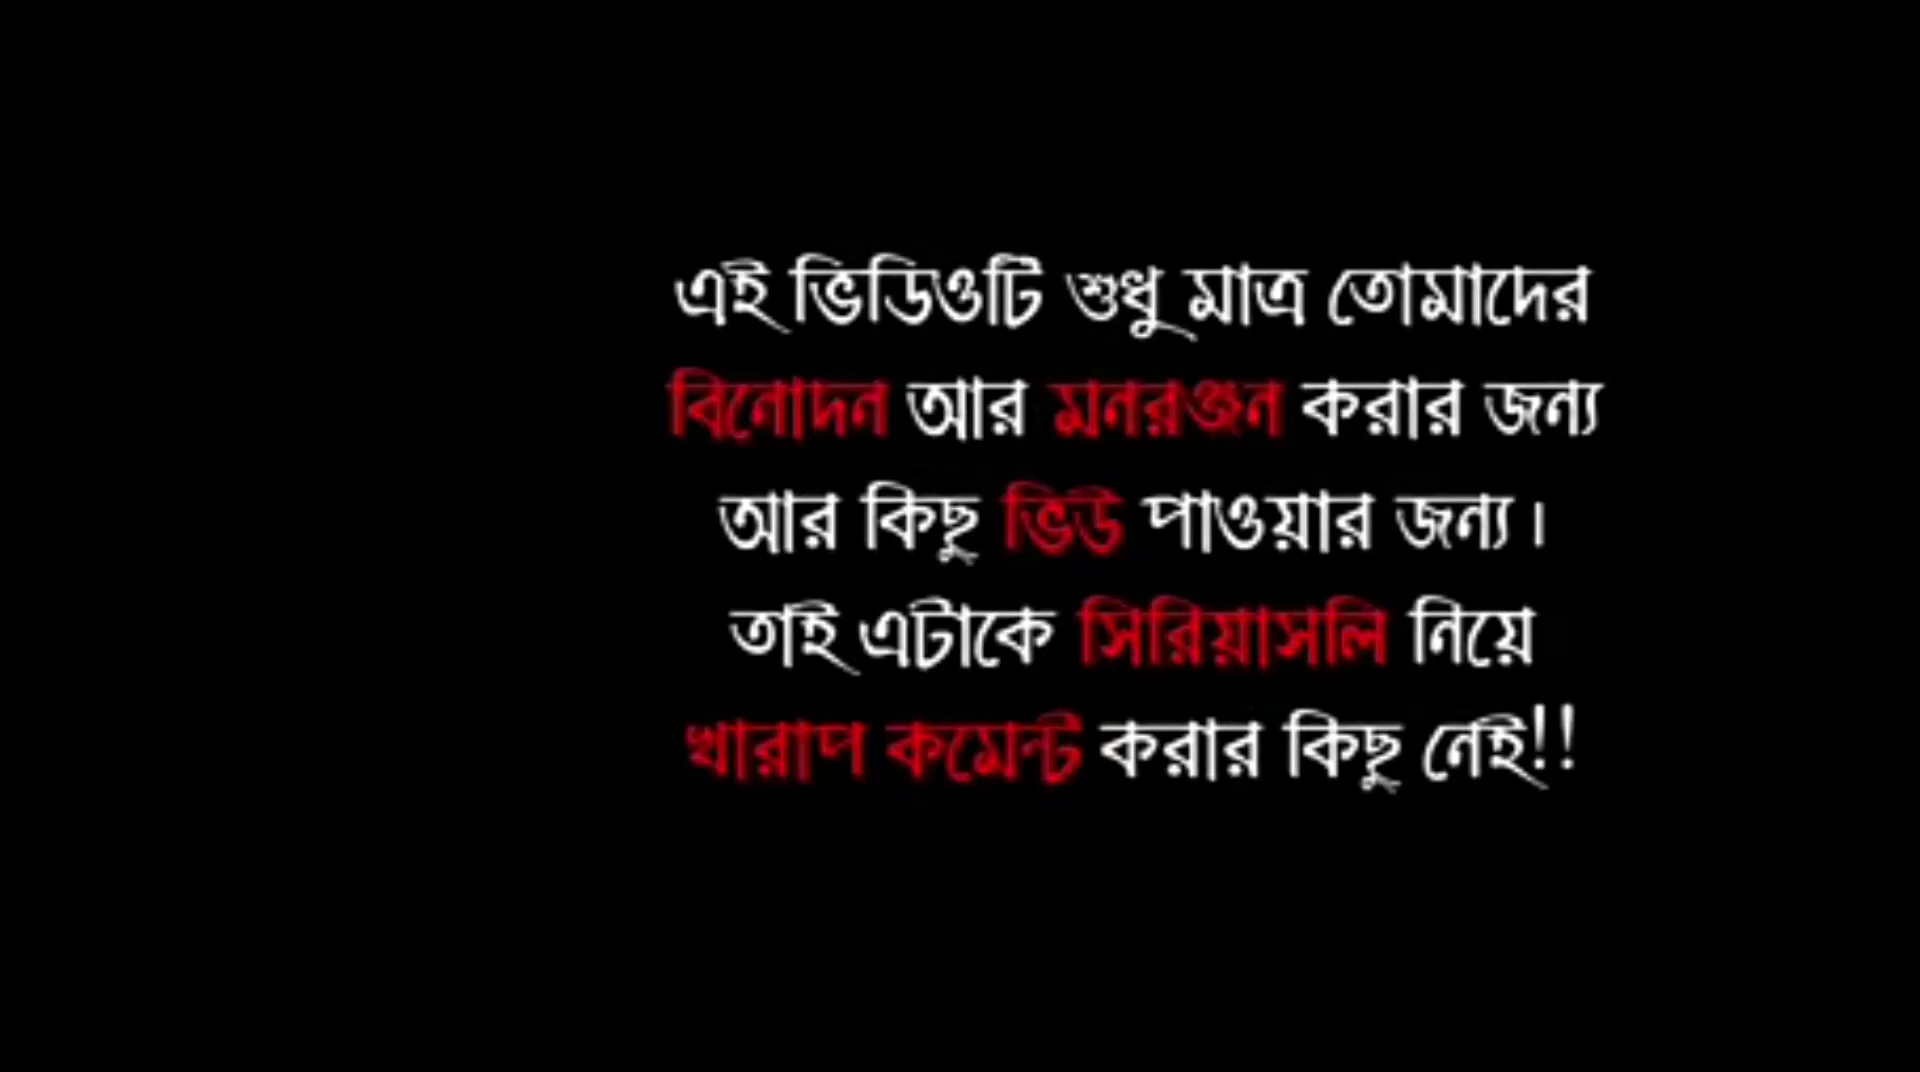 এই ভিডিওটি শুধু মাত্র তোমাদের
বিনোদন আর মনরঞ্জন করার জন্য
আর কিছু ভিউ পাওয়ার জন্য।
তাই এটাকে সিরিয়াসলি নিয়ে
খারাপ কমেন্ট করার কিছু নেই!!